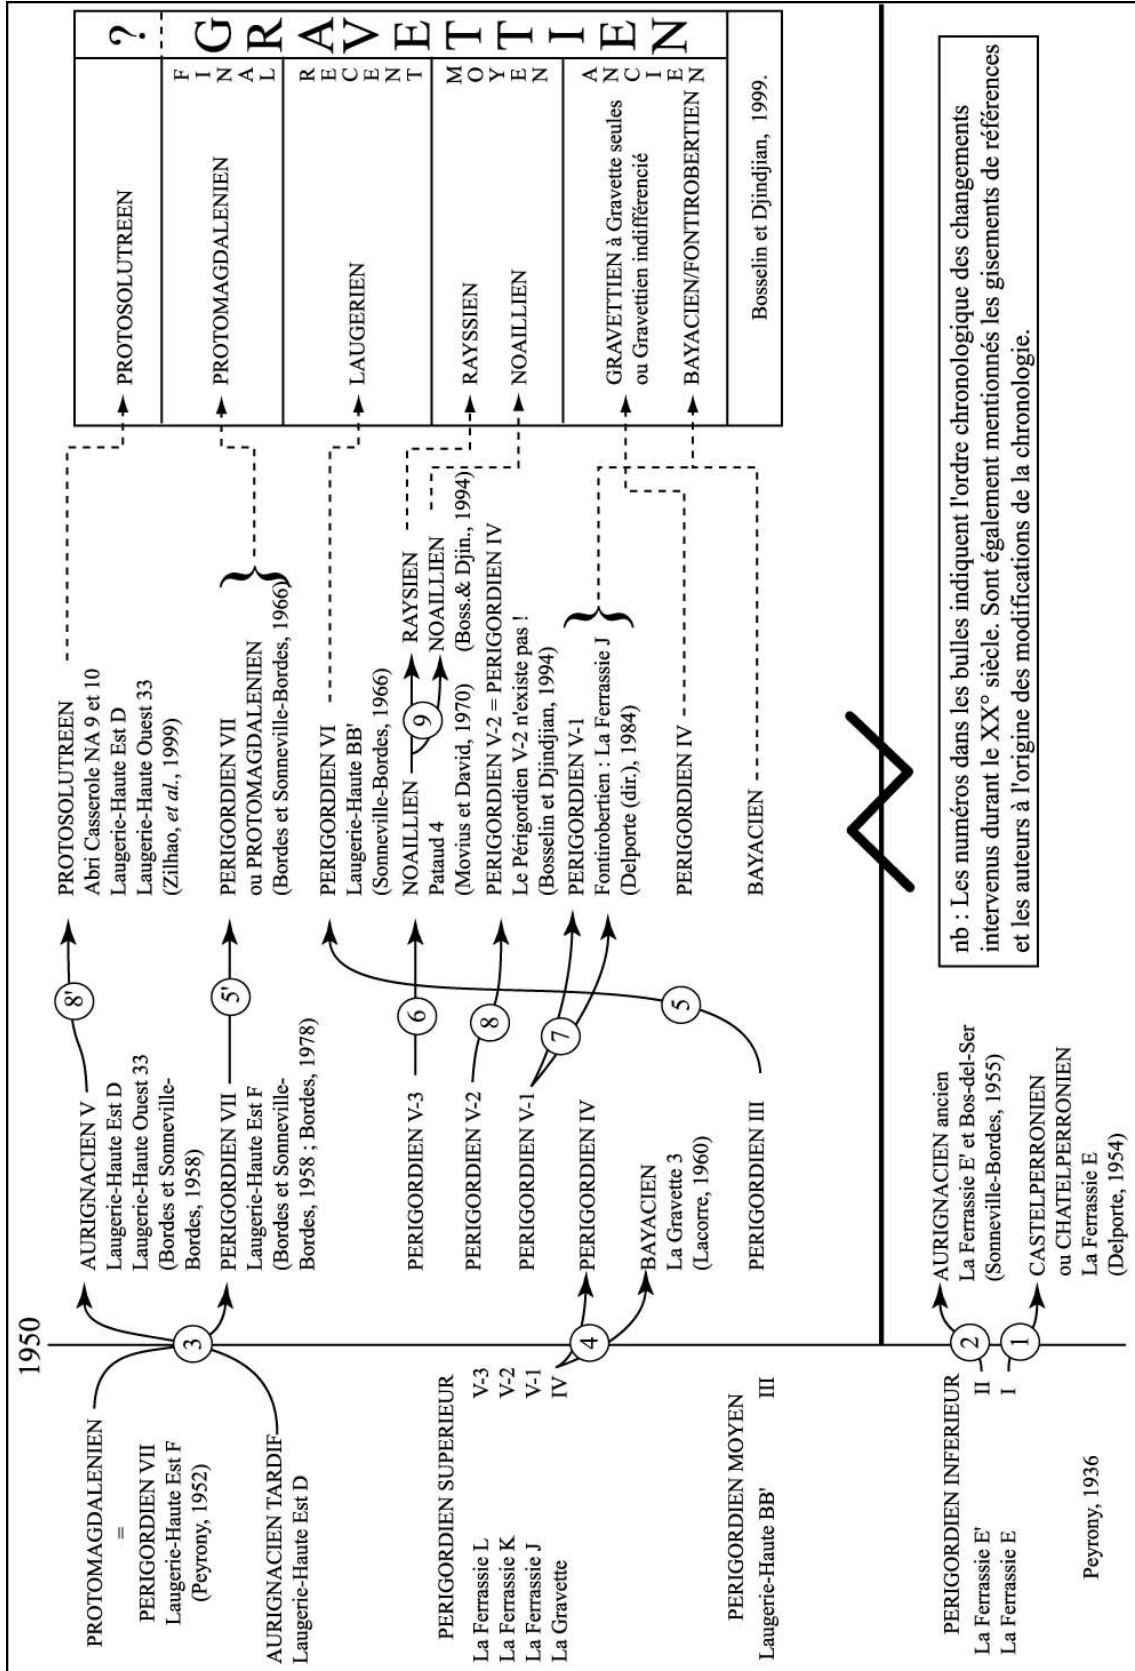 1950
PROTOMAGDALENIEN
=
PERIGORDIEN VII
Laugerie-Haute Est F
(Peyrony, 1952)
AURIGNACIEN TARDIF
Laugerie-Haute Est D
PERIGORDIEN SUPERIEUR
La Ferrassie L V-3
La Ferrassie K V-2
La Ferrassie J V-1
La Gravette IV
PERIGORDIEN MOYEN
Laugerie-Haute BB' III
PERIGORDIEN INFERIEUR
La Ferrassie E' II
La Ferrassie E I
Peyrony, 1936
3
4
2
1
AURIGNACIEN V
Laugerie-Haute Est D
Laugerie-Haute Ouest 33
(Bordes et Sonneville-
Bordes, 1958)
PERIGORDIEN VII
Laugerie-Haute Est F
(Bordes et Sonneville-
Bordes, 1958 ; Bordes, 1978)
PERIGORDIEN V-3
PERIGORDIEN V-2
PERIGORDIEN V-1
PERIGORDIEN IV
BAYACIEN
La Gravette 3
(Lacorre, 1960)
PERIGORDIEN III
AURIGNACIEN ancien
La Ferrassie E' et Bos-del-Ser
(Sonneville-Bordes, 1955)
CASTELPERRONIEN
ou CHATELPERRONIEN
La Ferrassie E
(Delporte, 1954)
8'
5'
6
8
7
5
PROTOSOLUTREEN
Abri Casserole NA 9 et 10
Laugerie-Haute Est D
Laugerie-Haute Ouest 33
(Zilhao, et al., 1999)
PERIGORDIEN VII
ou PROTOMAGDALENIEN
(Bordes et Sonneville-Bordes, 1966)
PERIGORDIEN VI
Laugerie-Haute BB'
(Sonneville-Bordes, 1966)
NOAILLIEN
Pataud 4
(Movius et David, 1970)
9
RAYSIEN
NOAILLIEN
(Boss.& Djin., 1994)
PERIGORDIEN V-2 = PERIGORDIEN IV
Le Périgordien V-2 n'existe pas !
(Bosselin et Djindjian, 1994)
PERIGORDIEN V-1
Fontirobertien : La Ferrassie J
(Delporte (dir.), 1984)
PERIGORDIEN IV
BAYACIEN
PROTOSOLUTREEN
PROTOMAGDALENIEN
LAUGERIEN
RAYSSIEN
NOAILLIEN
GRAVETTIEN à Gravette seules
ou Gravettien indifférencié
BAYACIEN/FONTIROBERTIEN
FINAL
RECENT
MOYEN
ANCIEN
?
GRAVETTIEN
Bosselin et Djindjian, 1999.
nb : Les numéros dans les bulles indiquent l'ordre chronologique des changements
intervenus durant le XX° siècle. Sont également mentionnés les gisements de références
et les auteurs à l'origine des modifications de la chronologie.